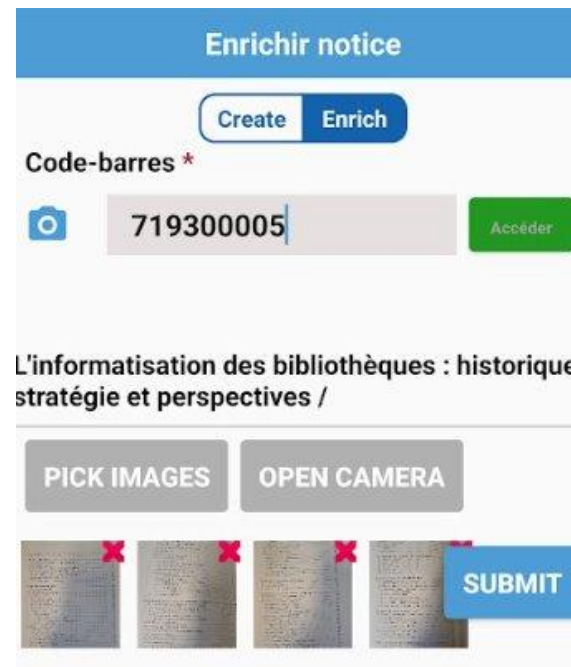 Enrichir notice
Create Enrich
Code-barres *
719300005
Accéder
L'informatisation des bibliothèques : historique
stratégie et perspectives /
PICK IMAGES OPEN CAMERA
SUBMIT